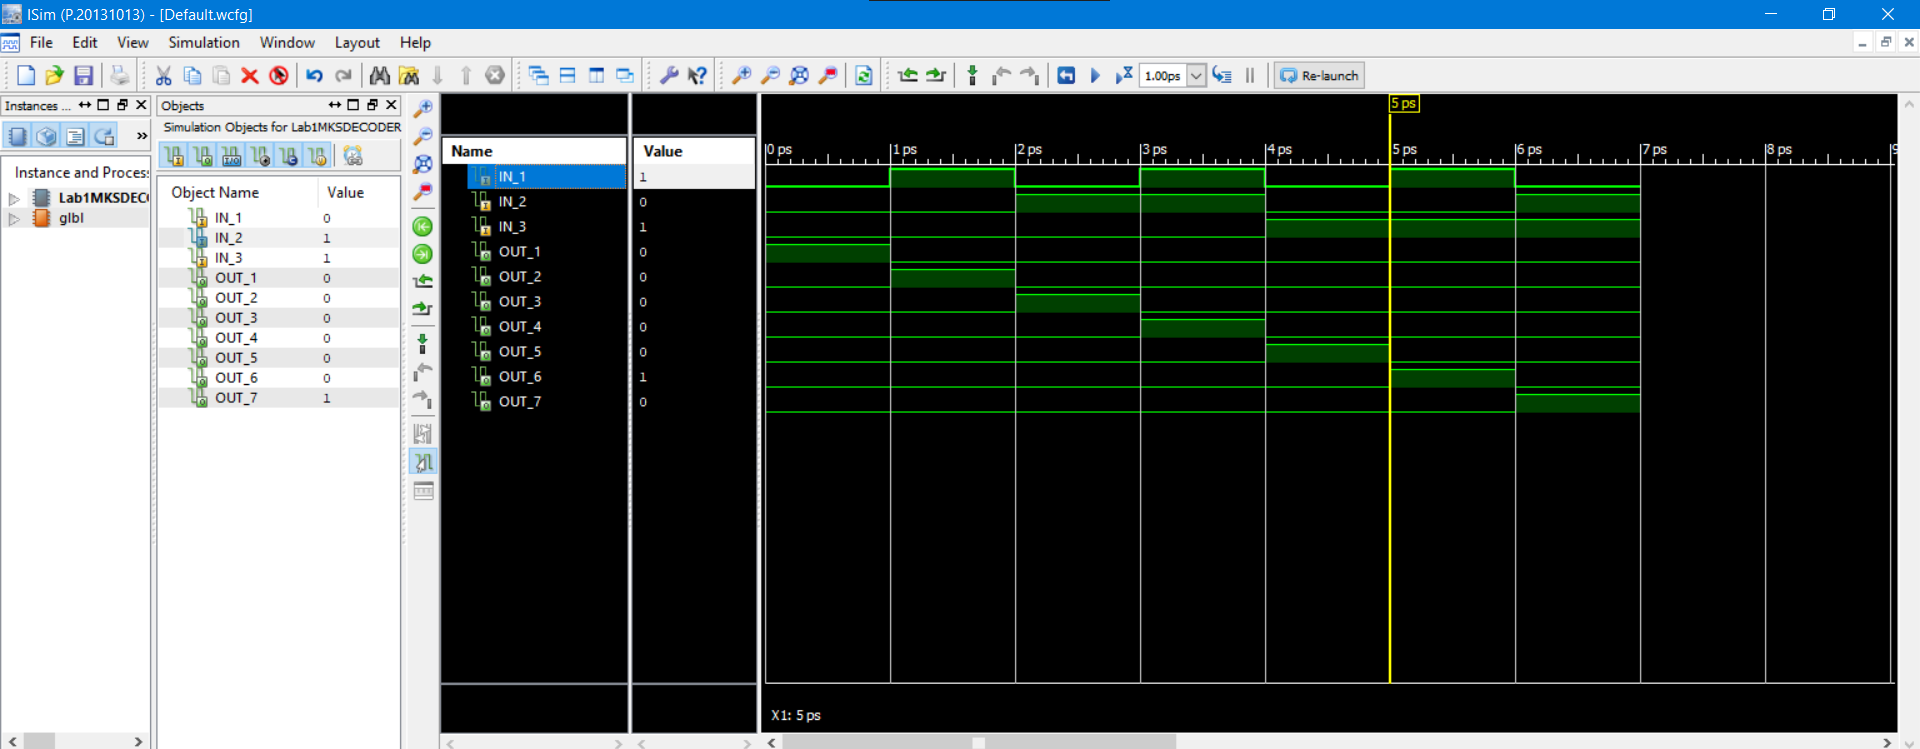 ISim (P.20131013) - [Default.wcfg]
File Edit View Simulation Window Layout Help
1.00ps Re-launch
Instances ... Objects
Simulation Objects for Lab1MKSDECODER
»
Instance and Process
Lab1MKSDEC
glbl
Object Name Value
IN_1 0
IN_2 1
IN_3 1
OUT_1 0
OUT_2 0
OUT_3 0
OUT_4 0
OUT_5 0
OUT_6 0
OUT_7 1
Name Value
IN_1 1
IN_2 0
IN_3 1
OUT_1 0
OUT_2 0
OUT_3 0
OUT_4 0
OUT_5 0
OUT_6 1
OUT_7 0
5 ps
0 ps 1 ps 2 ps 3 ps 4 ps 5 ps 6 ps 7 ps 8 ps 9
X1: 5 ps